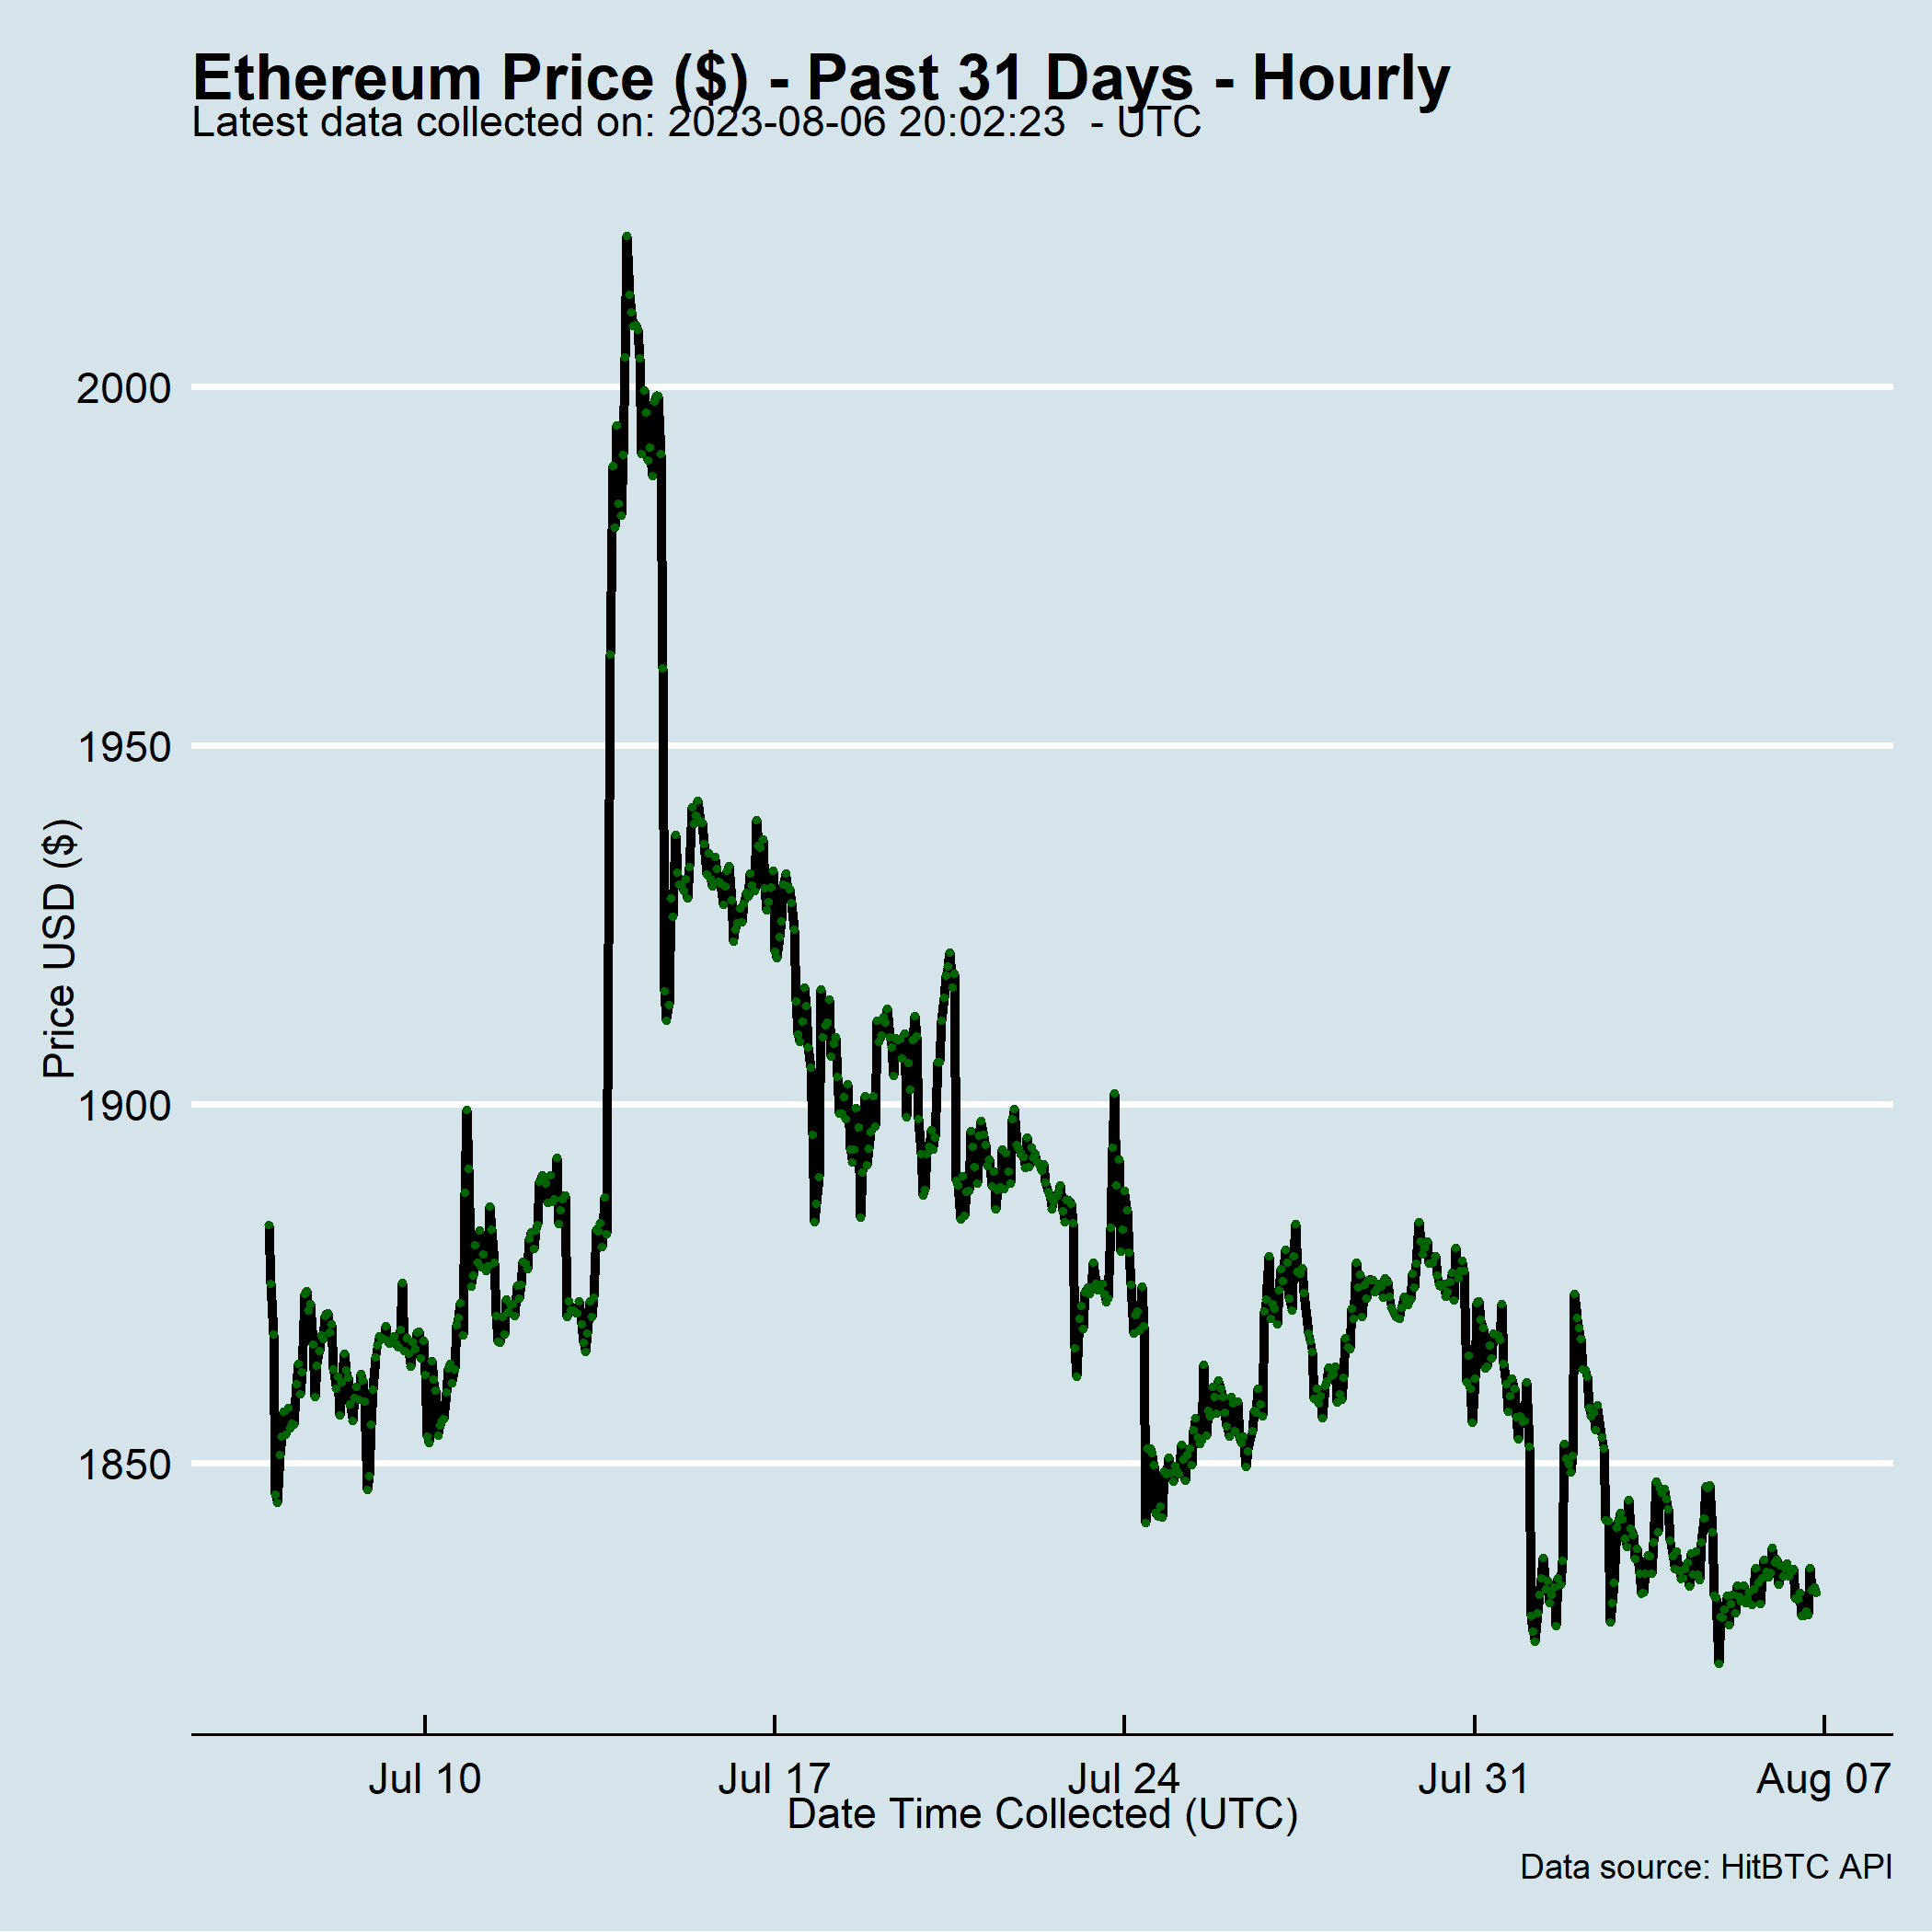 Ethereum Price ($) - Past 31 Days - Hourly
Latest data collected on: 2023-08-06 20:02:23  - UTC
2000
1950
1900
1850
Price USD ($)
Jul 10
Jul 17
Jul 24
Jul 31
Aug 07
Date Time Collected (UTC)
Data source: HitBTC API